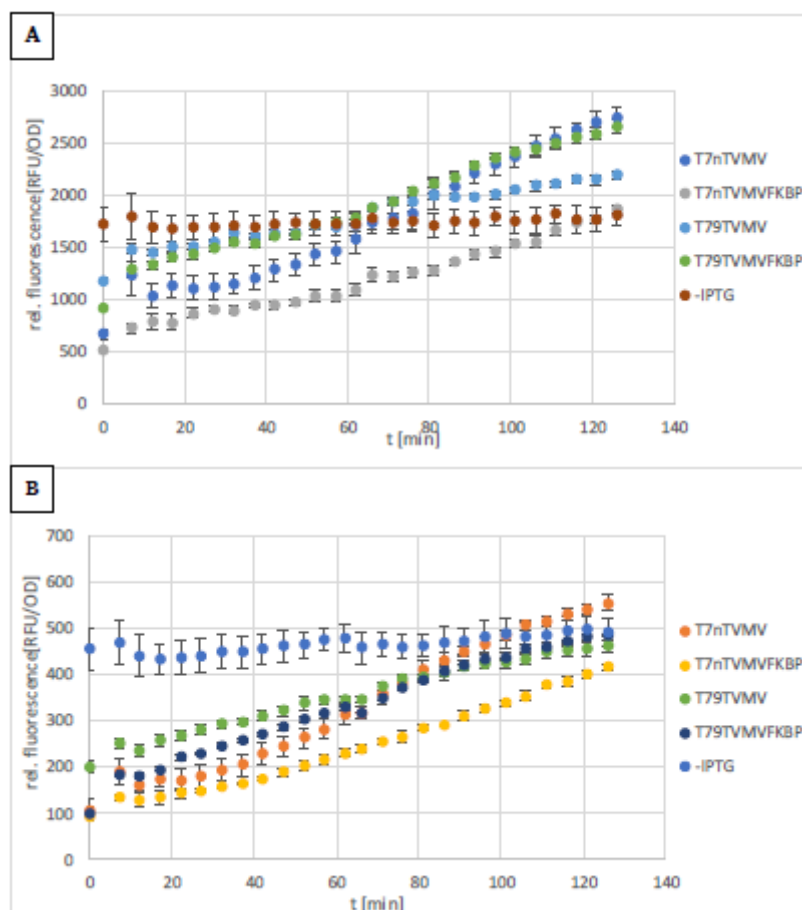 A
3000
2500
2000
1500
1000
500
0
rel. fluorescence[RFU/OD]
0 20 40 60 80 100 120 140
t [min]
T7nTVMV
T7nTVMVFKBP
T79TVMV
T79TVMVFKBP
-IPTG
B
700
600
500
400
300
200
100
0
rel. fluorescence[RFU/OD]
0 20 40 60 80 100 120 140
t [min]
T7nTVMV
T7nTVMVFKBP
T79TVMV
T79TVMVFKBP
-IPTG